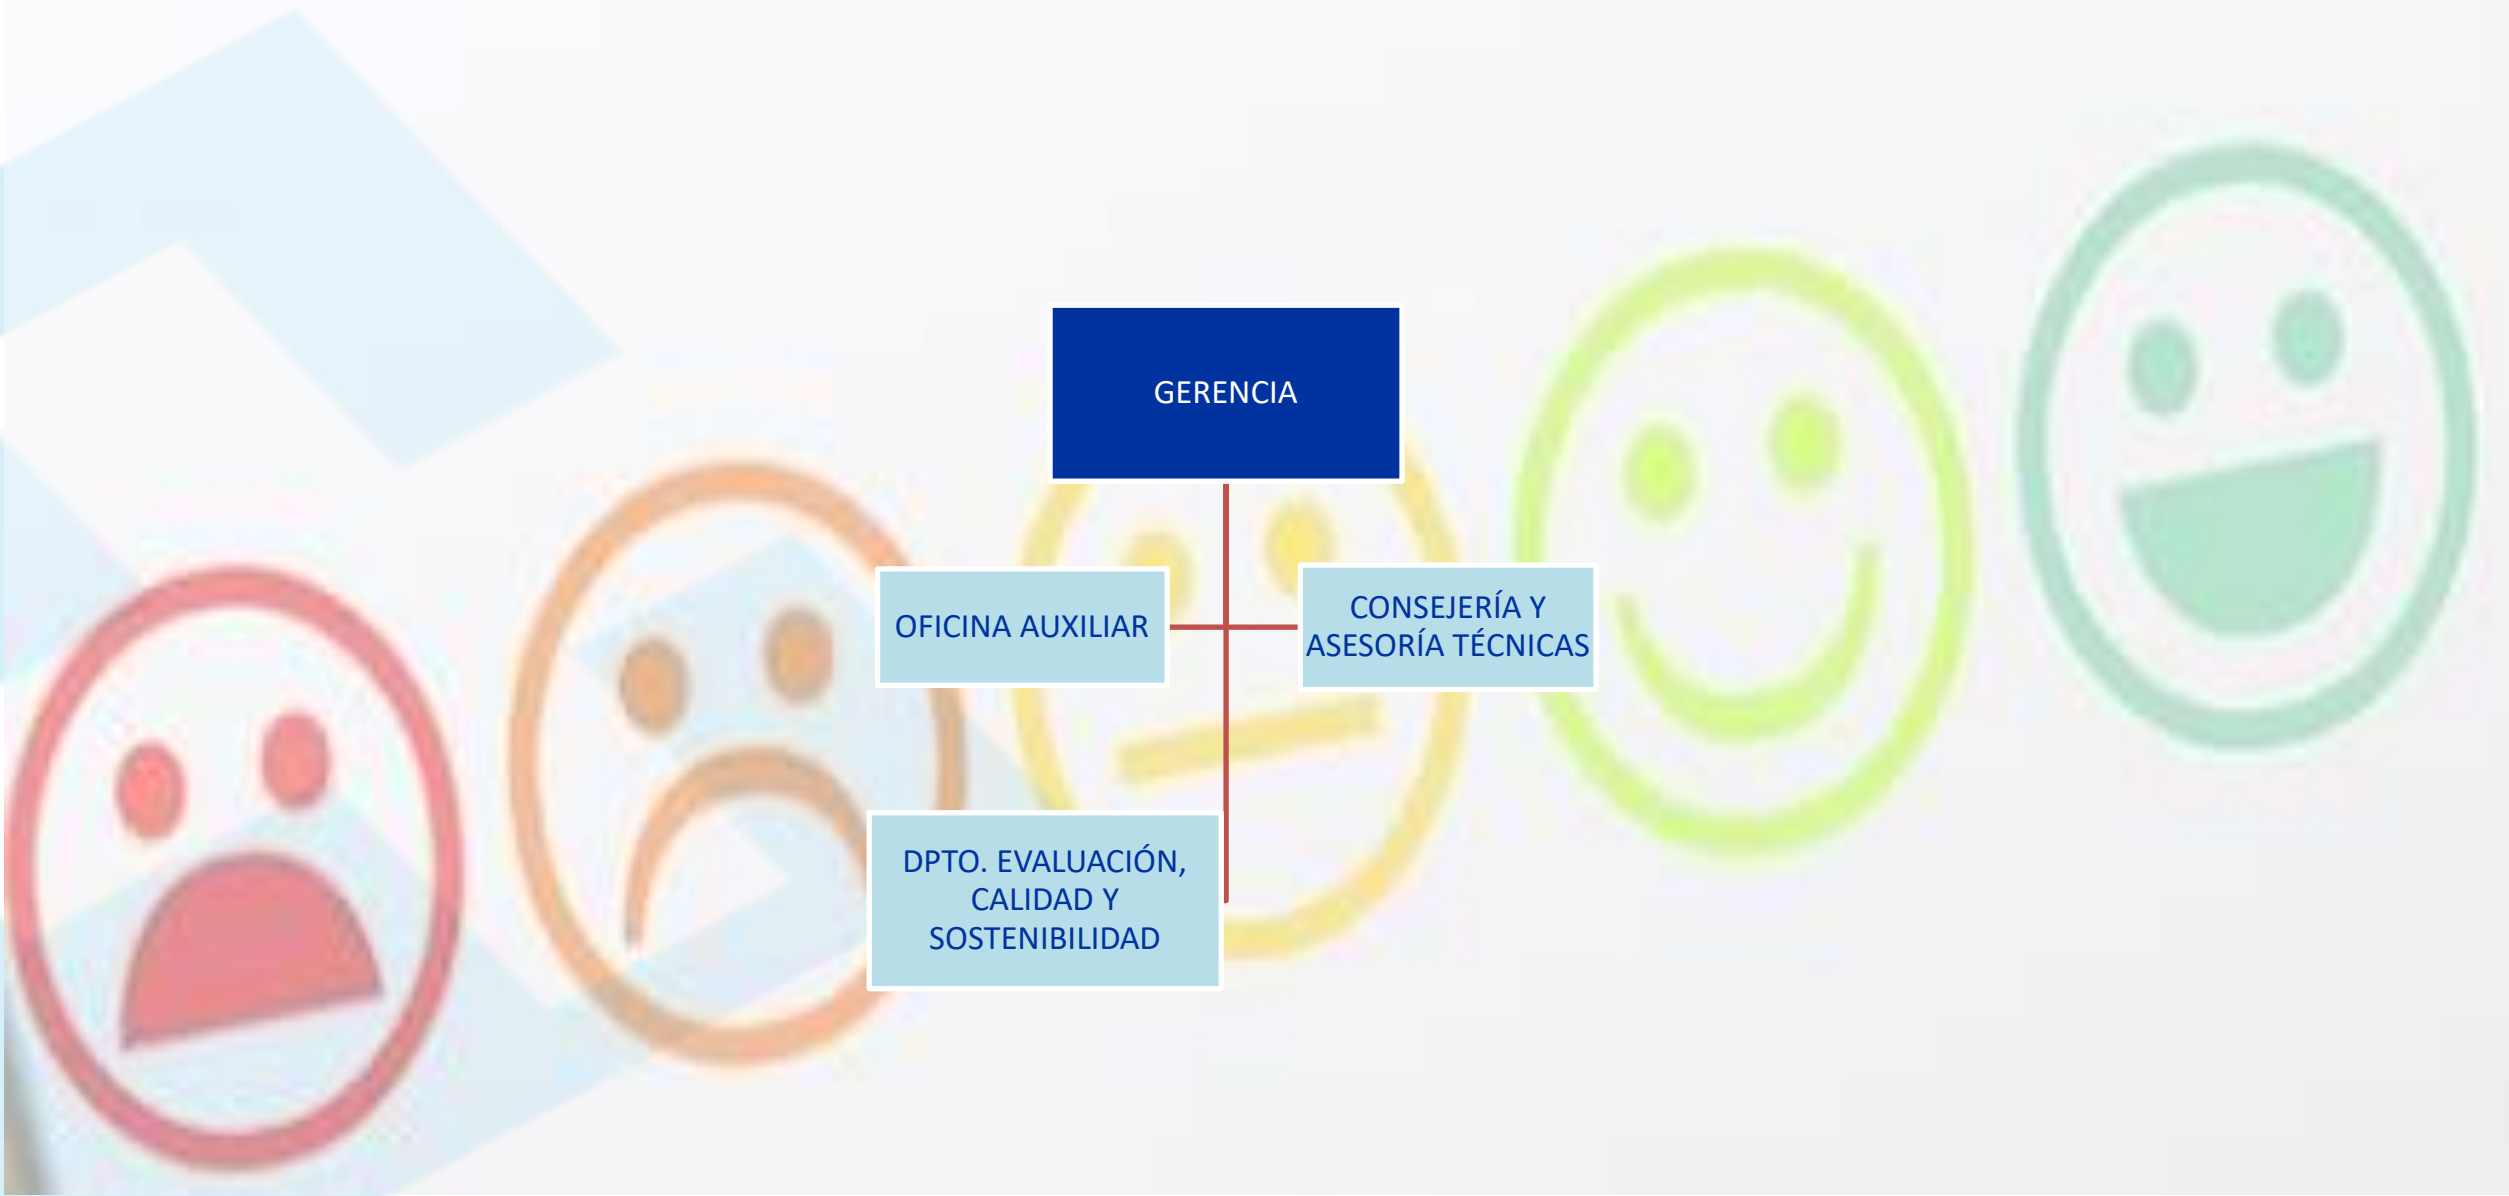 GERENCIA
OFICINA AUXILIAR
CONSEJERÍA Y
ASESORÍA TÉCNICAS
DPTO. EVALUACIÓN,
CALIDAD Y
SOSTENIBILIDAD